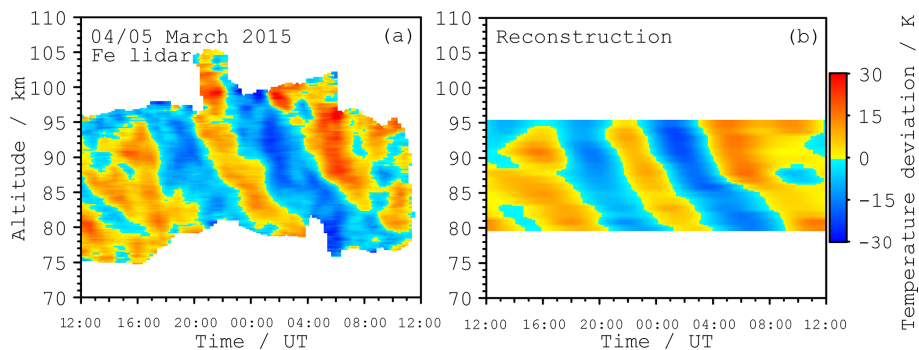 04/05 March 2015 (a)
Fe lidar
110
105
100
95
90
85
80
75
70
Altitude / km
12:00 16:00 20:00 00:00 04:00 08:00 12:00
Time / UT
Reconstruction (b)
110
105
100
95
90
85
80
75
70
12:00 16:00 20:00 00:00 04:00 08:00 12:00
Time / UT
30
15
0
−15
−30
Temperature deviation / K